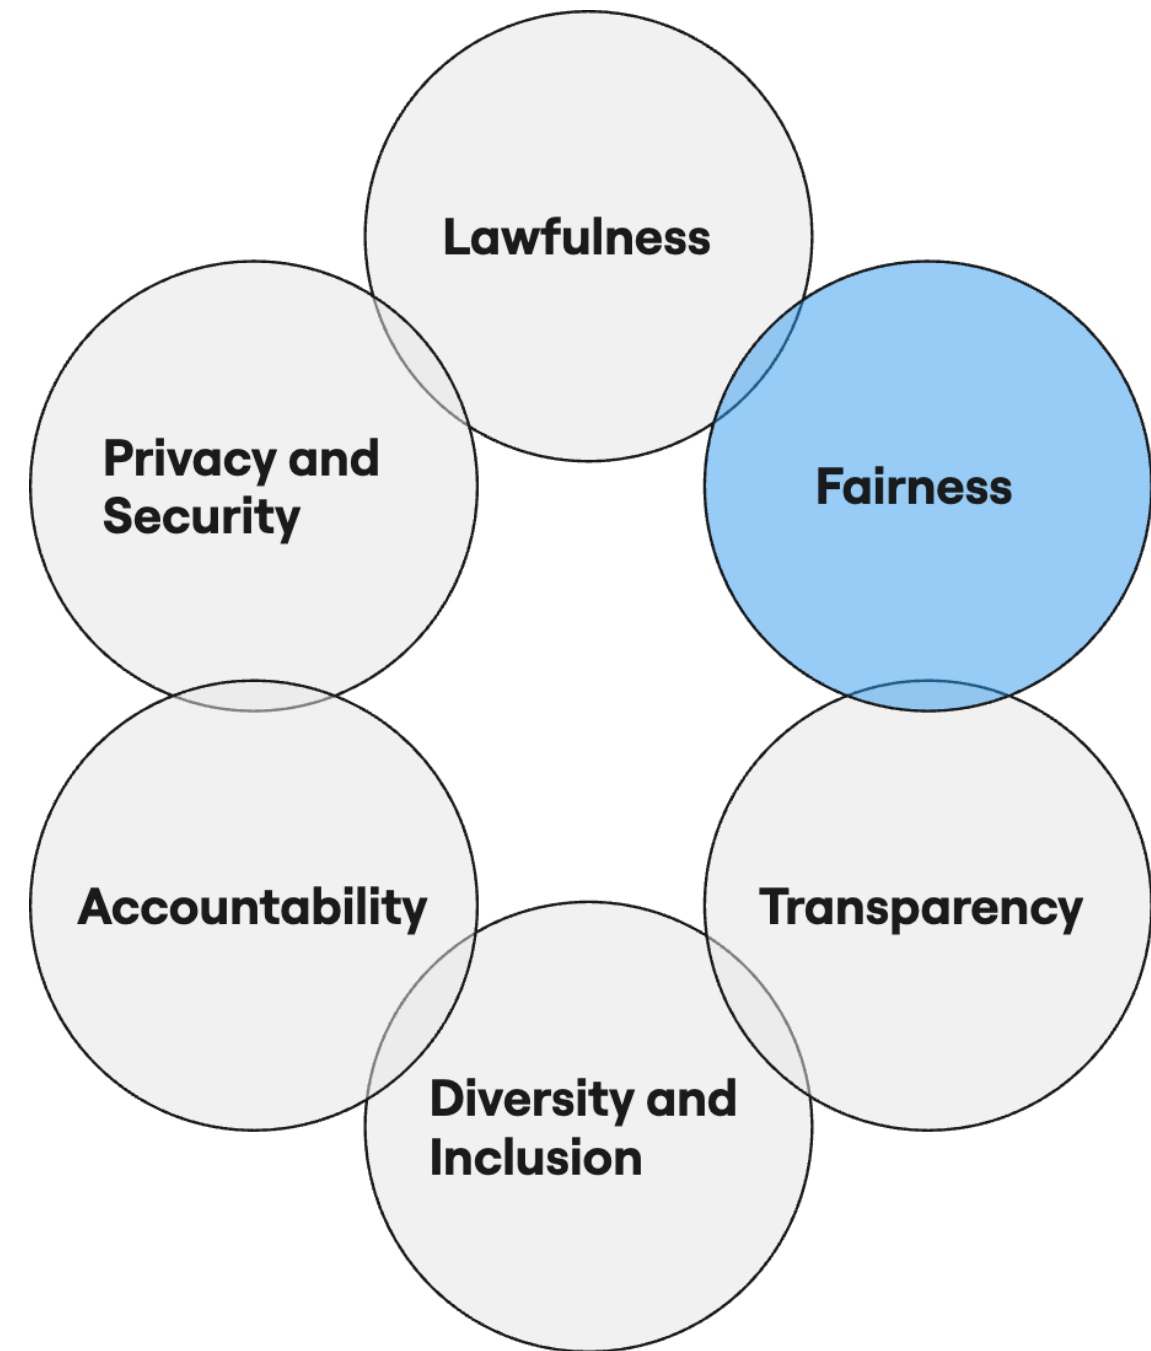 Lawfulness
Fairness
Transparency
Diversity and
Inclusion
Accountability
Privacy and
Security